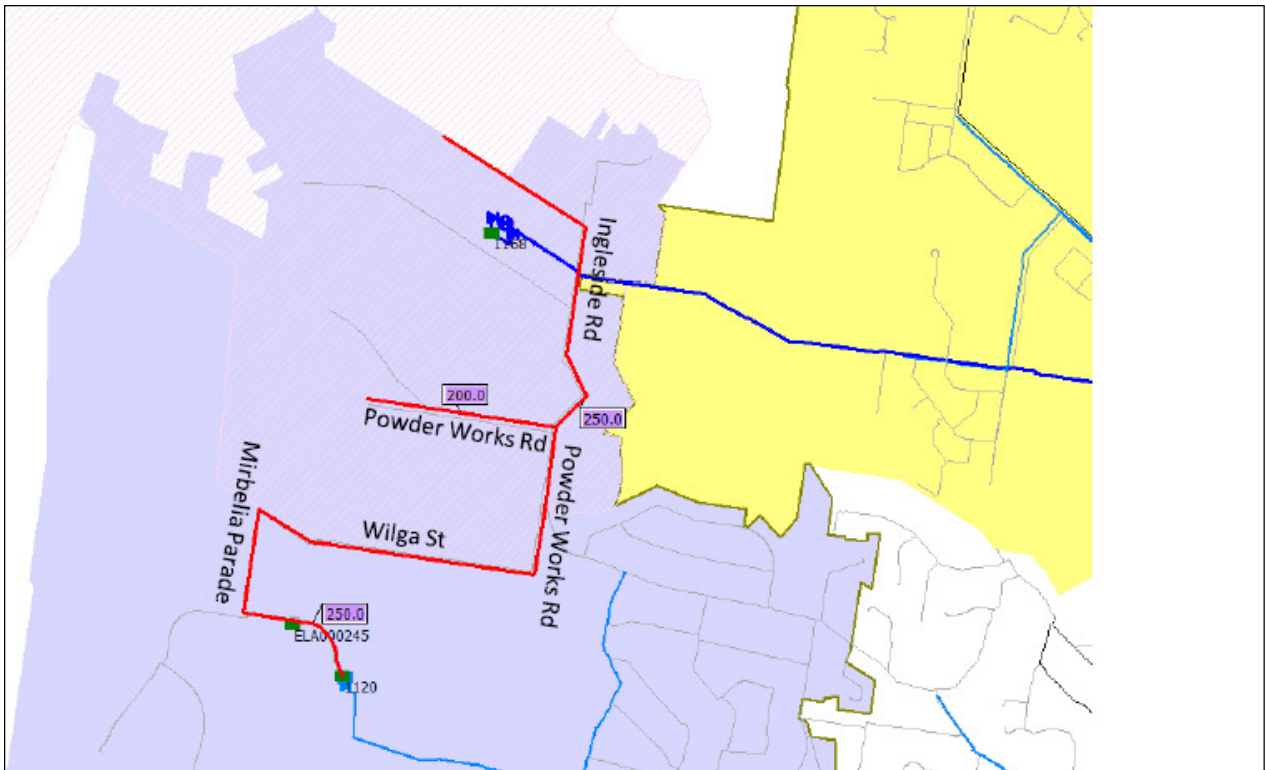 1168
Ingleside Rd
200.0
250.0
Powder Works Rd
Powder Works Rd
Mirbelia Parade
Wilga St
250.0
ELA000245
1120